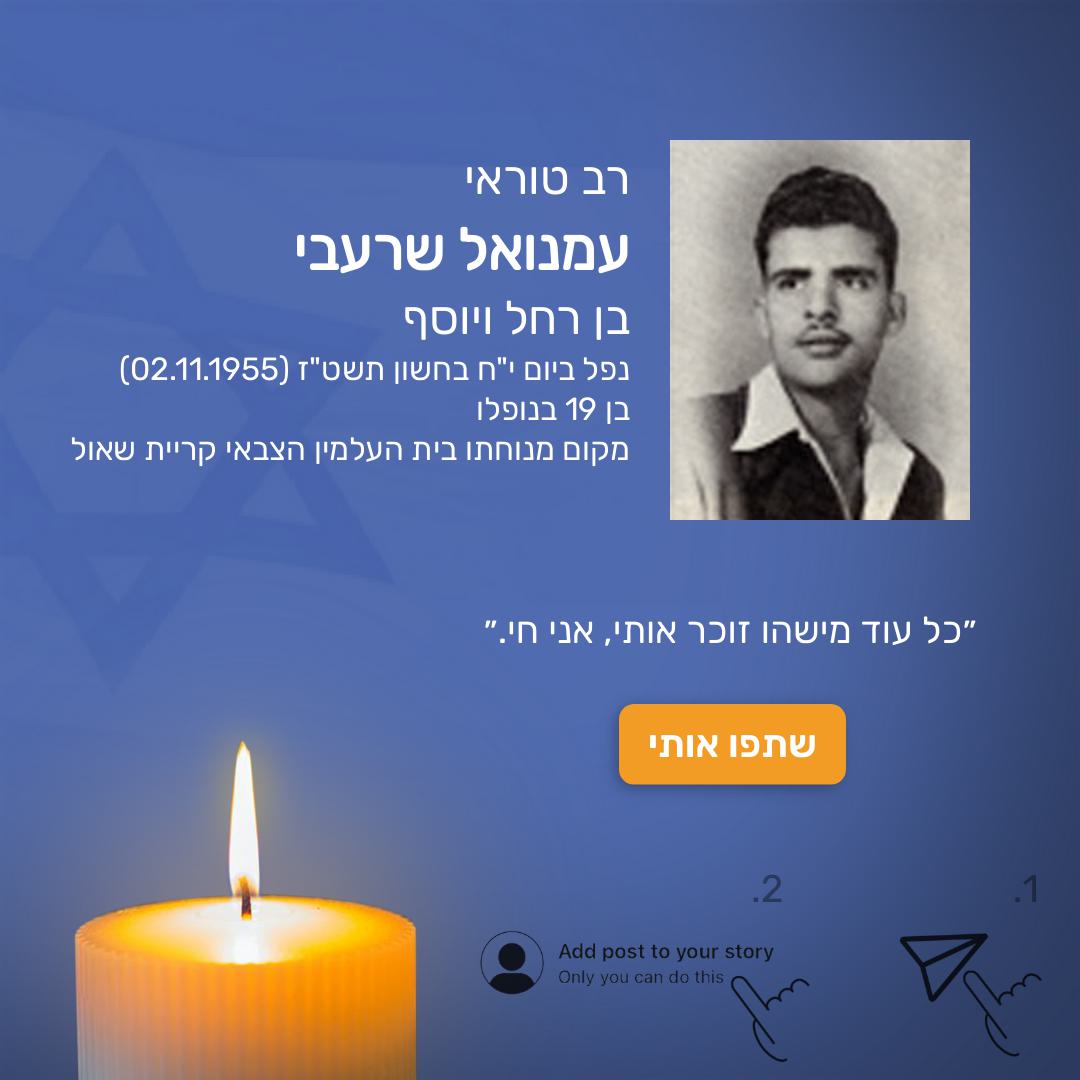 רב טוראי
עמנואל שרעבי
בן רחל ויוסף
נפל ביום י"ח בחשון תשט"ז (02.11.1955)
בן 19 בנופלו
מקום מנוחתו בית העלמין הצבאי קריית שאול
״כל עוד מישהו זוכר אותי, אני חי.״
שתפו אותי
1.
2.
Add post to your story
Only you can do this